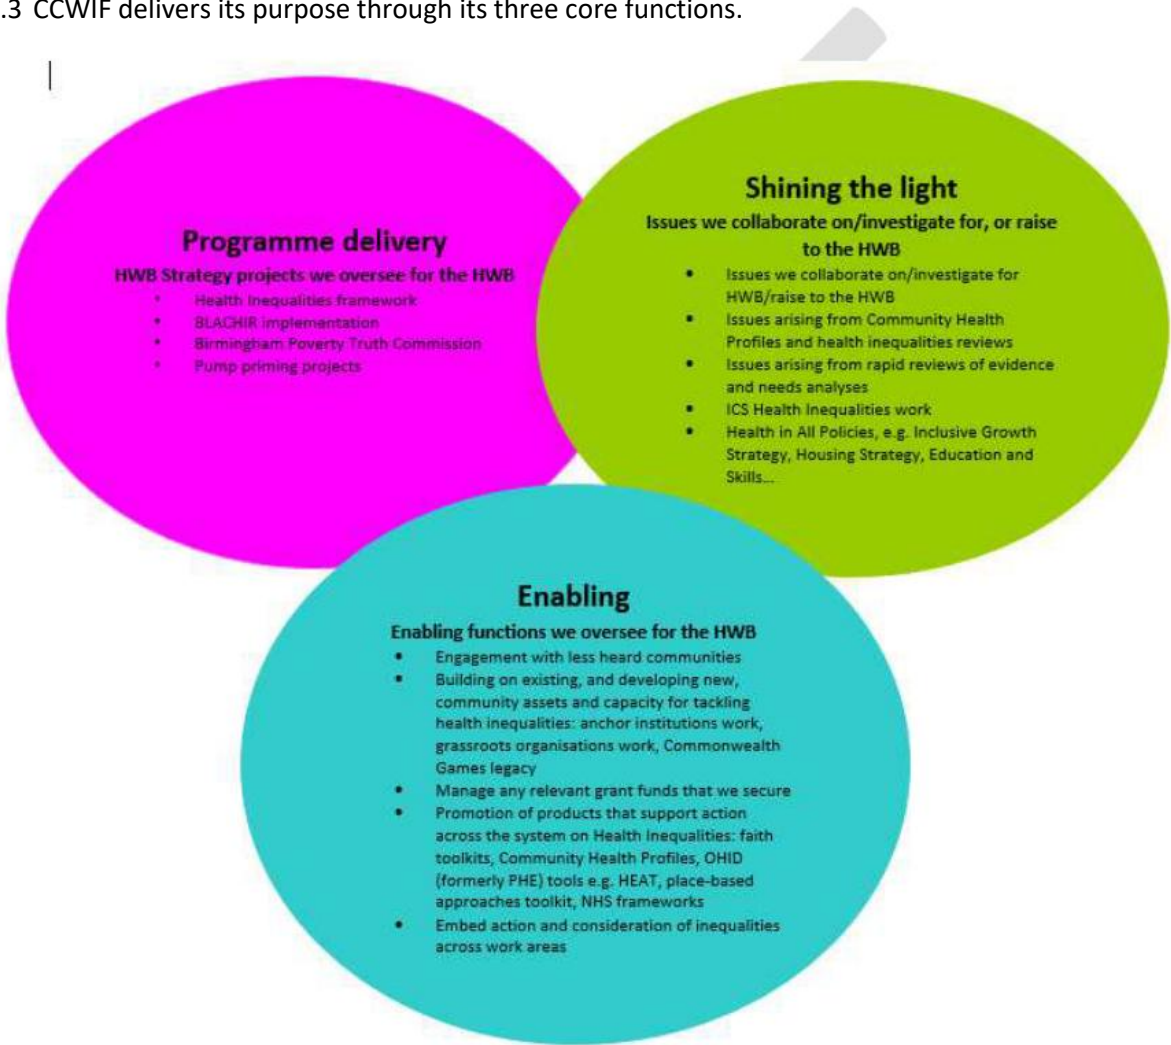 .3 CCWIF delivers its purpose through its three core functions.
Programme delivery
HWB Strategy projects we oversee for the HWB
• Health Inequalities framework
• BLACHIR implementation
• Birmingham Poverty Truth Commission
• Pump priming projects
Shining the light
Issues we collaborate on/investigate for, or raise
to the HWB
• Issues we collaborate on/investigate for
HWB/raise to the HWB
• Issues arising from Community Health
Profiles and health inequalities reviews
• Issues arising from rapid reviews of evidence
and needs analyses
• ICS Health Inequalities work
• Health in All Policies, e.g. Inclusive Growth
Strategy, Housing Strategy, Education and
Skills...
Enabling
Enabling functions we oversee for the HWB
• Engagement with less heard communities
• Building on existing, and developing new,
community assets and capacity for tackling
health inequalities: anchor institutions work,
grassroots organisations work, Commonwealth
Games legacy
• Manage any relevant grant funds that we secure
• Promotion of products that support action
across the system on Health Inequalities: faith
toolkits, Community Health Profiles, OHID
(formerly PHE) tools e.g. HEAT, place-based
approaches toolkit, NHS frameworks
• Embed action and consideration of inequalities
across work areas